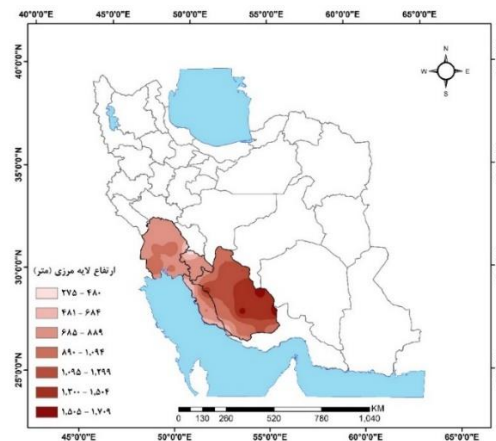 40°0'0"E 45°0'0"E 50°0'0"E 55°0'0"E 60°0'0"E 65°0'0"E
40°0'0"N
35°0'0"N
30°0'0"N
25°0'0"N
N
W E
S
ارتفاع لایه مرزی (متر)
۲۷۵ - ۴۸۰
۴۸۱ - ۶۸۴
۶۸۵ - ۸۸۹
۸۹۰ - ۱,۰۹۴
۱,۰۹۵ - ۱,۲۹۹
۱,۳۰۰ - ۱,۵۰۴
۱,۵۰۵ - ۱,۷۰۹
KM
0 130 260 520 780 1,040
45°0'0"E 50°0'0"E 55°0'0"E 60°0'0"E